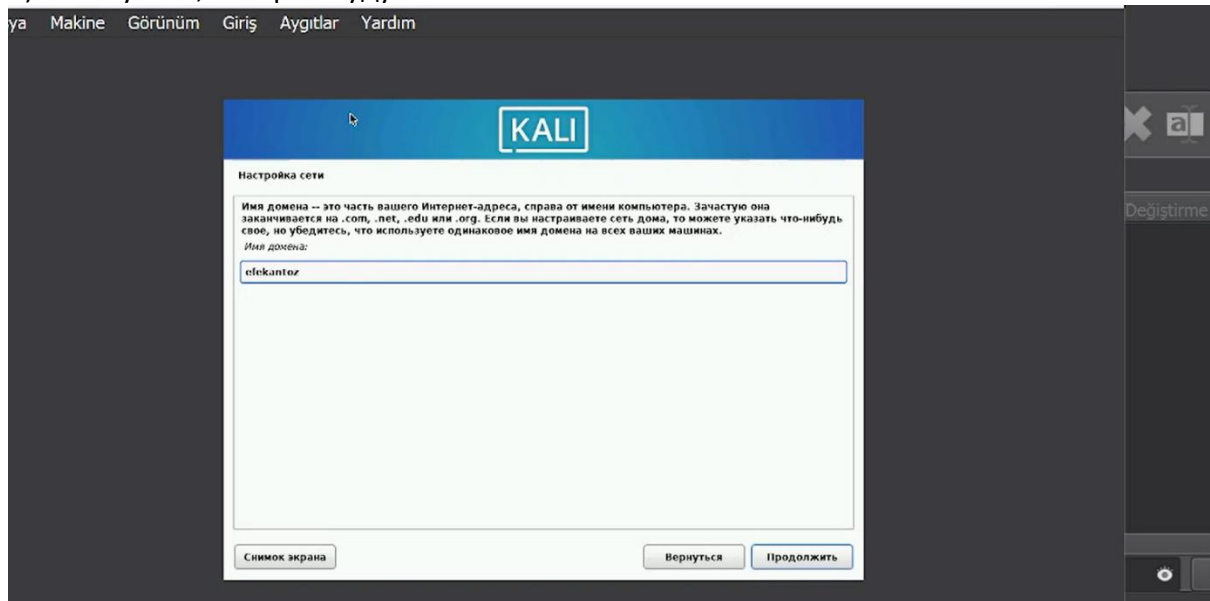 ya Makine Görünüm Giriş Aygıtlar Yardım
KALI
Değiştirme
Настройка сети
Имя домена -- это часть вашего Интернет-адреса, справа от имени компьютера. Зачастую она
заканчивается на .com, .net, .edu или .org. Если вы настраиваете сеть дома, то можете указать что-нибудь
свое, но убедитесь, что используете одинаковое имя домена на всех ваших машинах.
Имя домена:
elekantoz
Снимок экрана
Вернуться
Продолжить